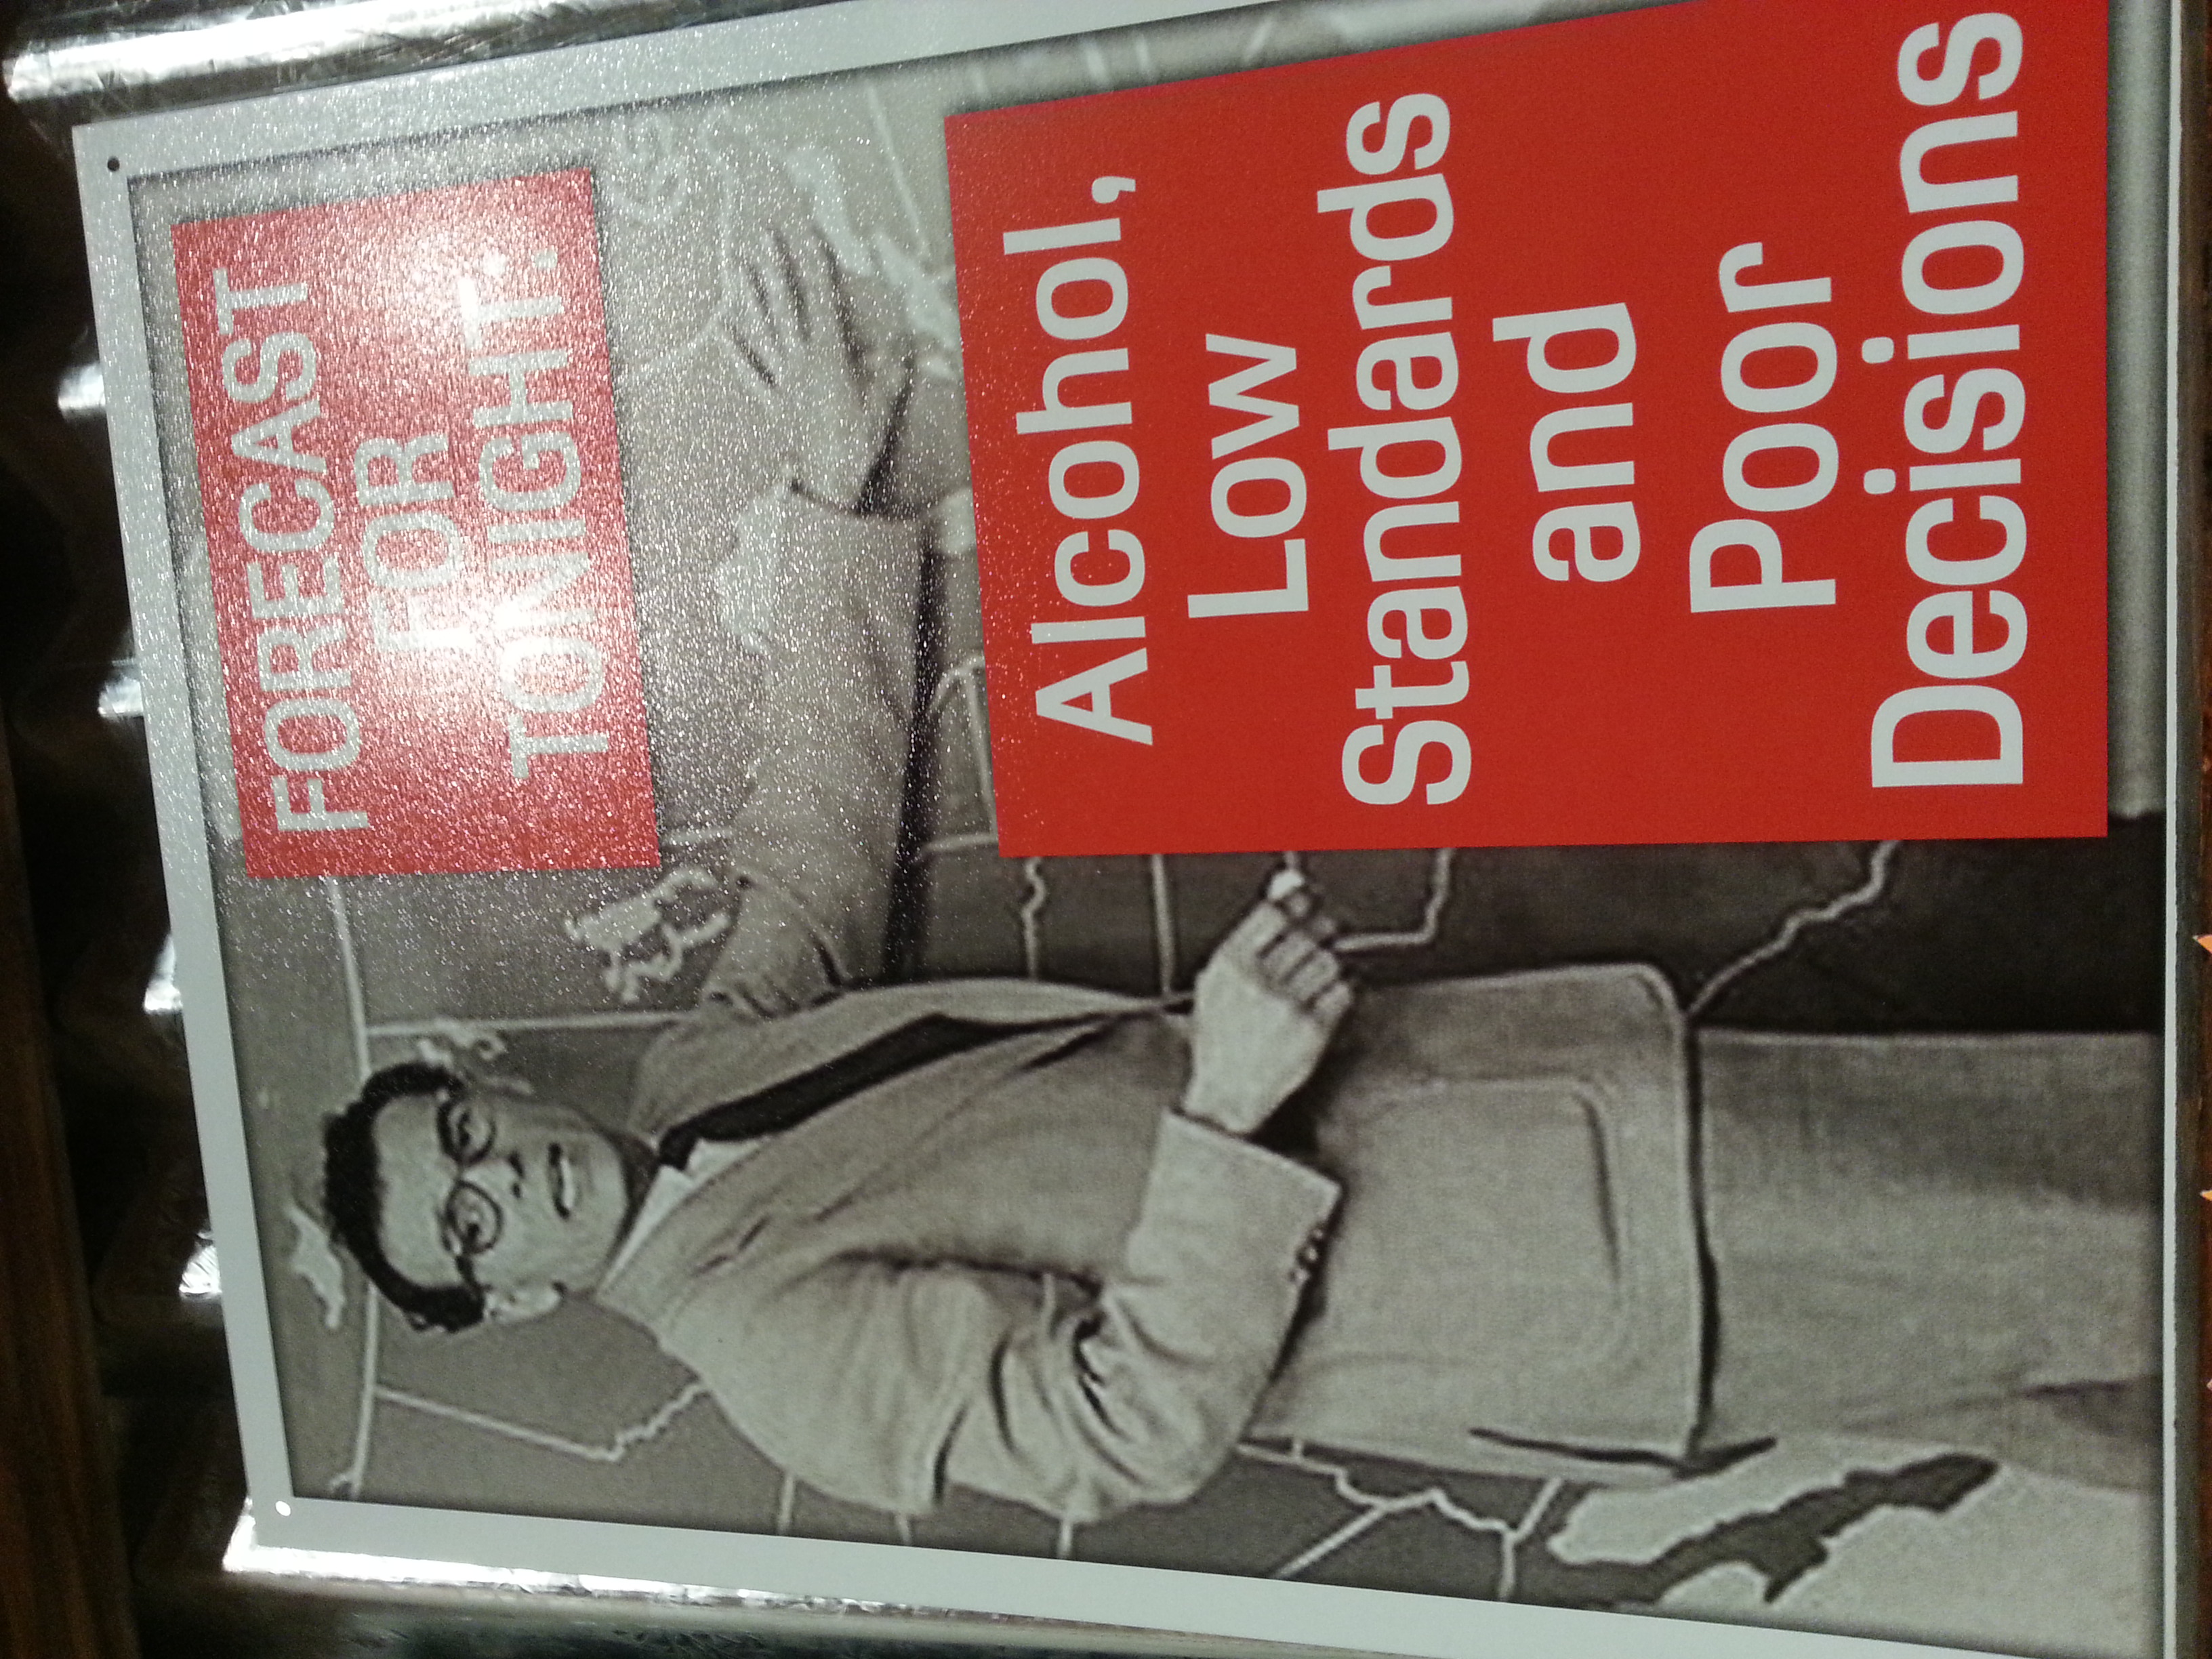 FORECAST
FOR
TONIGHT:
Alcohol,
Low
Standards
and
Poor
Decisions